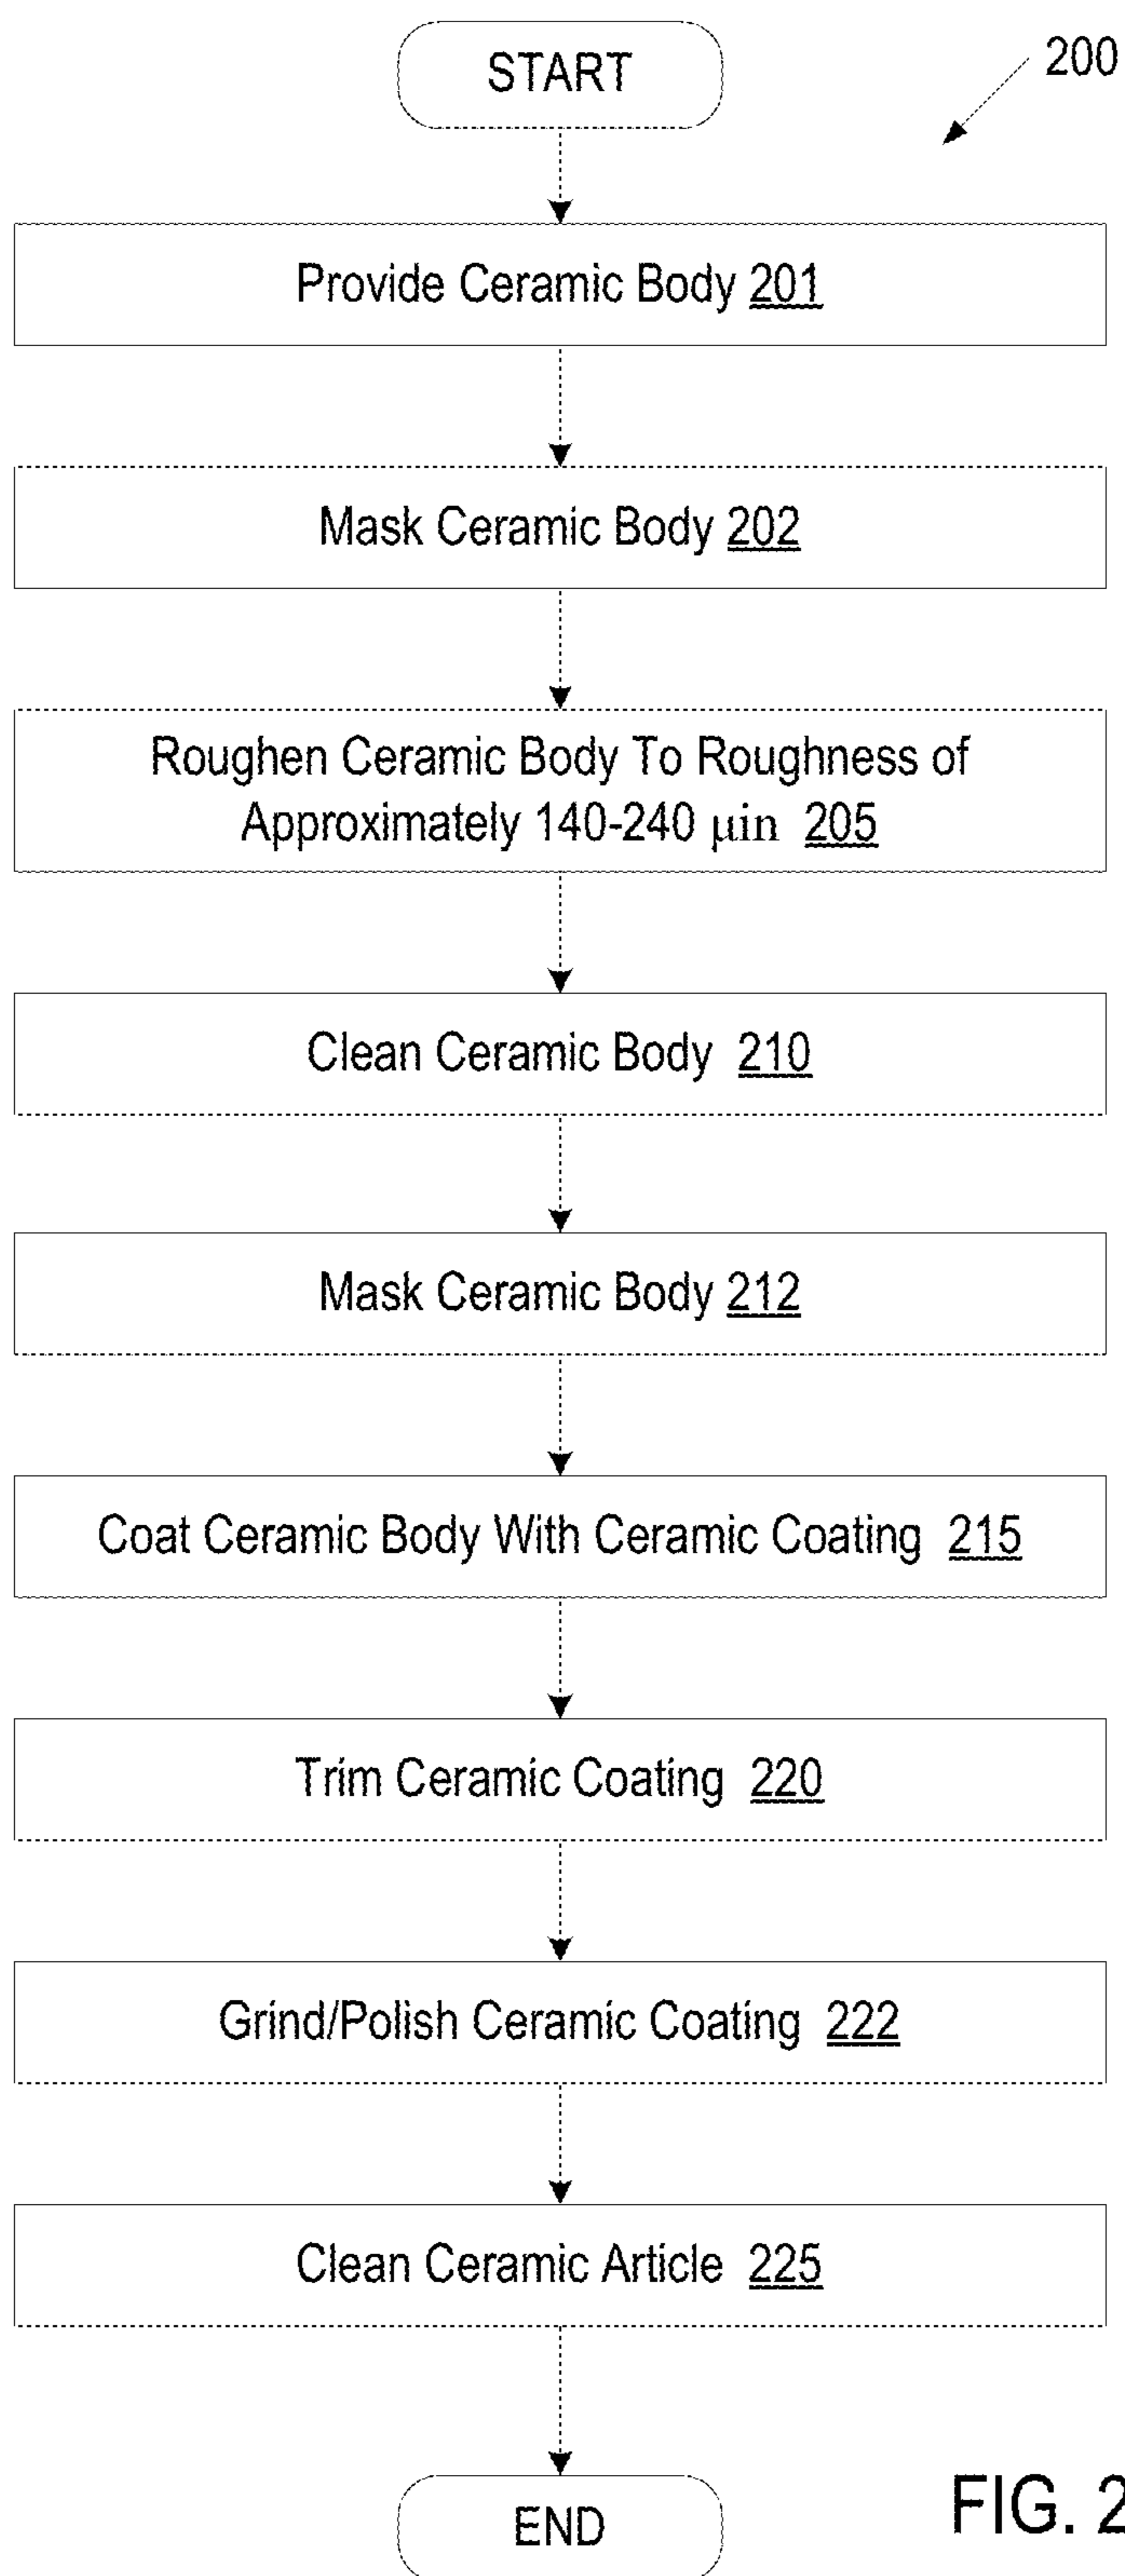 START
200
Provide Ceramic Body 201
Mask Ceramic Body 202
Roughen Ceramic Body To Roughness of
Approximately 140-240 μin 205
Clean Ceramic Body 210
Mask Ceramic Body 212
Coat Ceramic Body With Ceramic Coating 215
Trim Ceramic Coating 220
Grind/Polish Ceramic Coating 222
Clean Ceramic Article 225
END
FIG. 2